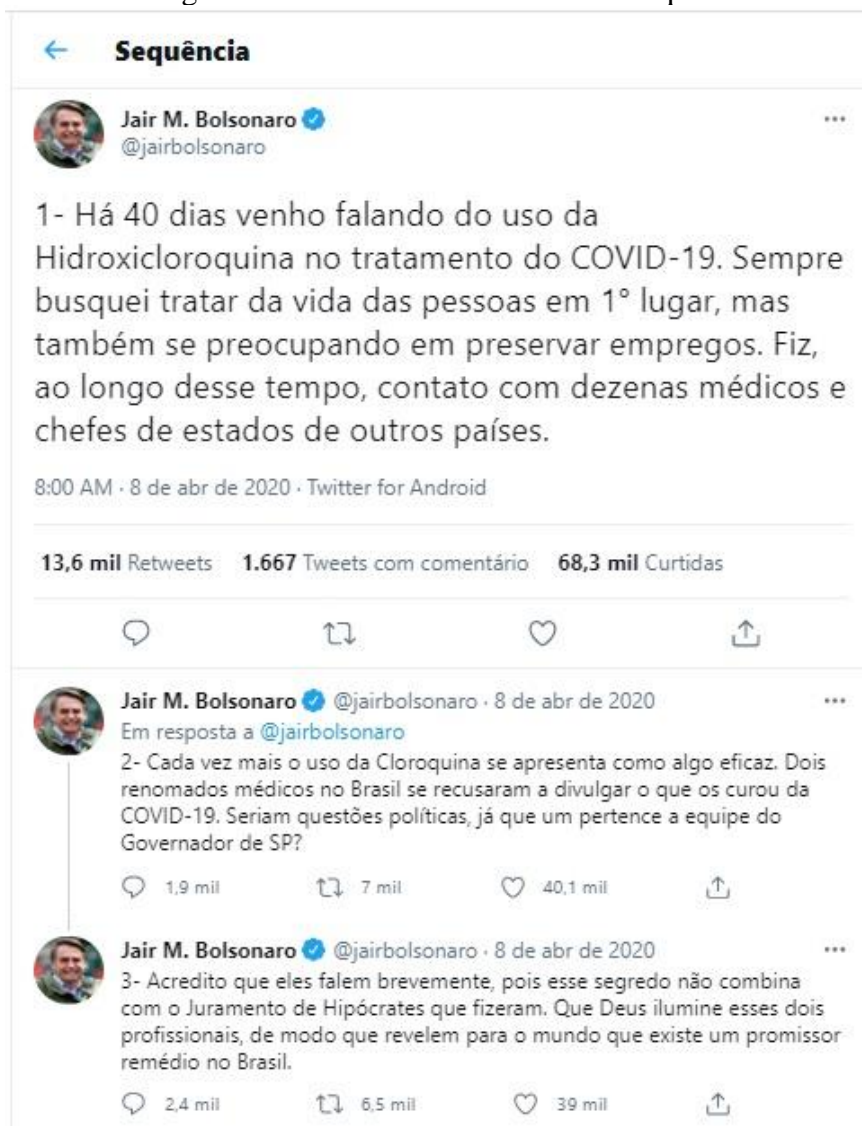 Sequência
Jair M. Bolsonaro
@jairbolsonaro
1- Há 40 dias venho falando do uso da
Hidroxicloroquina no tratamento do COVID-19. Sempre
busquei tratar da vida das pessoas em 1° lugar, mas
também se preocupando em preservar empregos. Fiz,
ao longo desse tempo, contato com dezenas médicos e
chefes de estados de outros países.
8:00 AM · 8 de abr de 2020 · Twitter for Android
13,6 mil Retweets 1.667 Tweets com comentário 68,3 mil Curtidas
Jair M. Bolsonaro @jairbolsonaro · 8 de abr de 2020
Em resposta a @jairbolsonaro
2- Cada vez mais o uso da Cloroquina se apresenta como algo eficaz. Dois
renomados médicos no Brasil se recusaram a divulgar o que os curou da
COVID-19. Seriam questões políticas, já que um pertence a equipe do
Governador de SP?
1,9 mil 7 mil 40,1 mil
Jair M. Bolsonaro @jairbolsonaro · 8 de abr de 2020
3- Acredito que eles falem brevemente, pois esse segredo não combina
com o Juramento de Hipócrates que fizeram. Que Deus ilumine esses dois
profissionais, de modo que revelem para o mundo que existe um promissor
remédio no Brasil.
2,4 mil 6,5 mil 39 mil